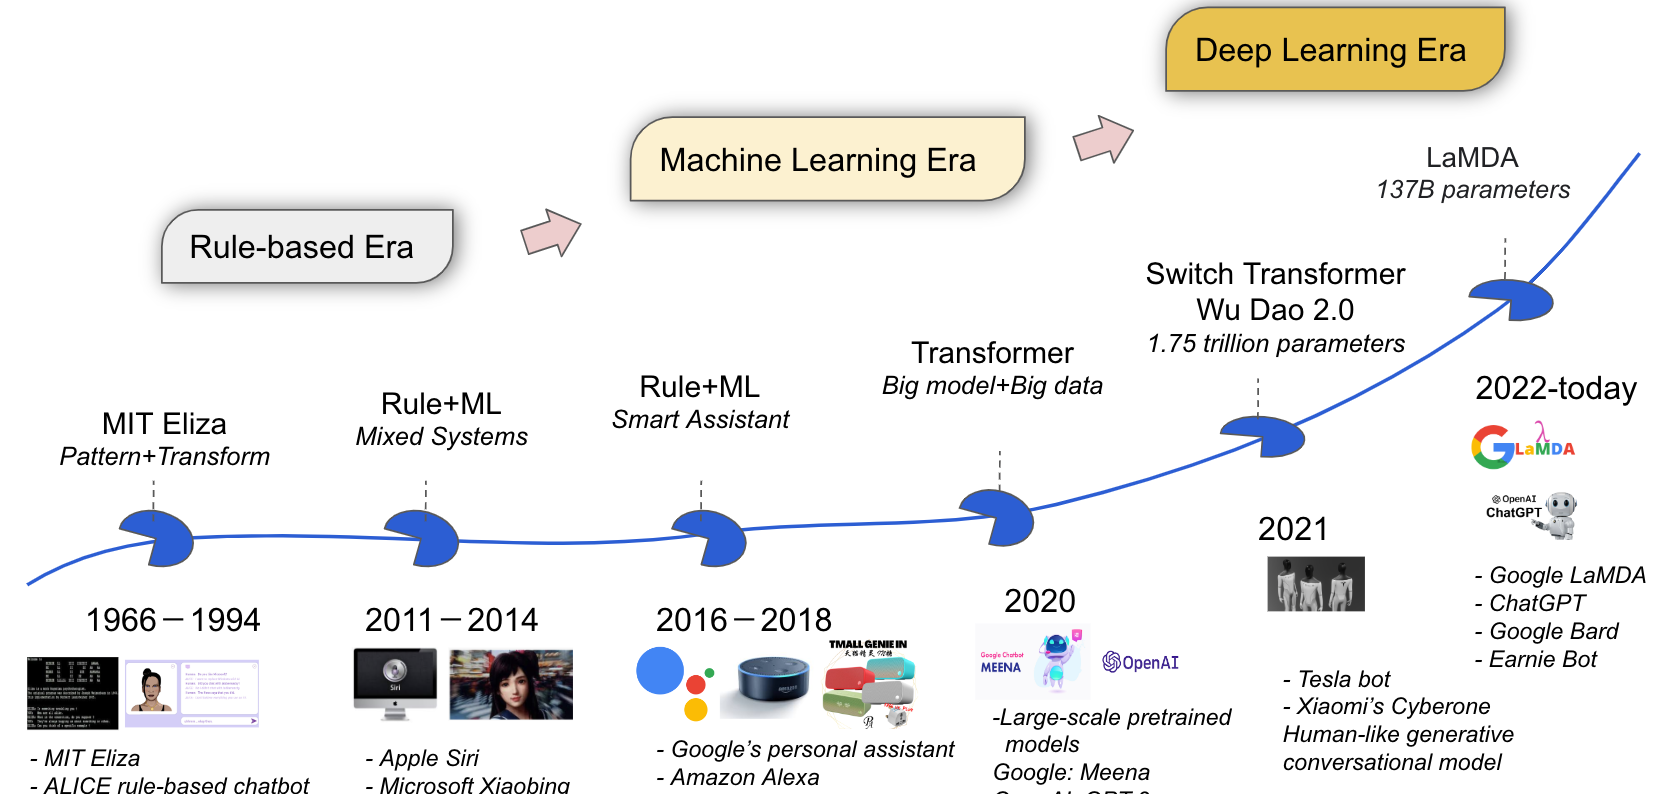 Deep Learning Era
Machine Learning Era
Rule-based Era
LaMDA
137B parameters
Switch Transformer
Wu Dao 2.0
1.75 trillion parameters
Transformer
Big model+Big data
Rule+ML
Smart Assistant
Rule+ML
Mixed Systems
MIT Eliza
Pattern+Transform
1966－1994
- MIT Eliza
- ALICE rule-based chatbot
2011－2014
Siri
- Apple Siri
- Microsoft Xiaobing
2016－2018
amazon
TMALL GENIE IN
天猫精灵
- Google's personal assistant
- Amazon Alexa
2020
Google Chatbot
MEENA
OpenAI
-Large-scale pretrained
models
Google: Meena
2021
- Tesla bot
- Xiaomi's Cyberone
Human-like generative
conversational model
2022-today
G LaMDA
OpenAI
ChatGPT
- Google LaMDA
- ChatGPT
- Google Bard
- Earnie Bot